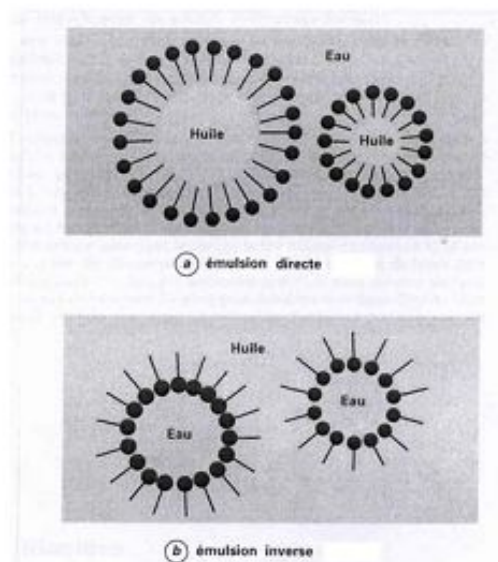 Eau
Huile
Huile
a émulsion directe
Huile
Eau
Eau
b émulsion inverse